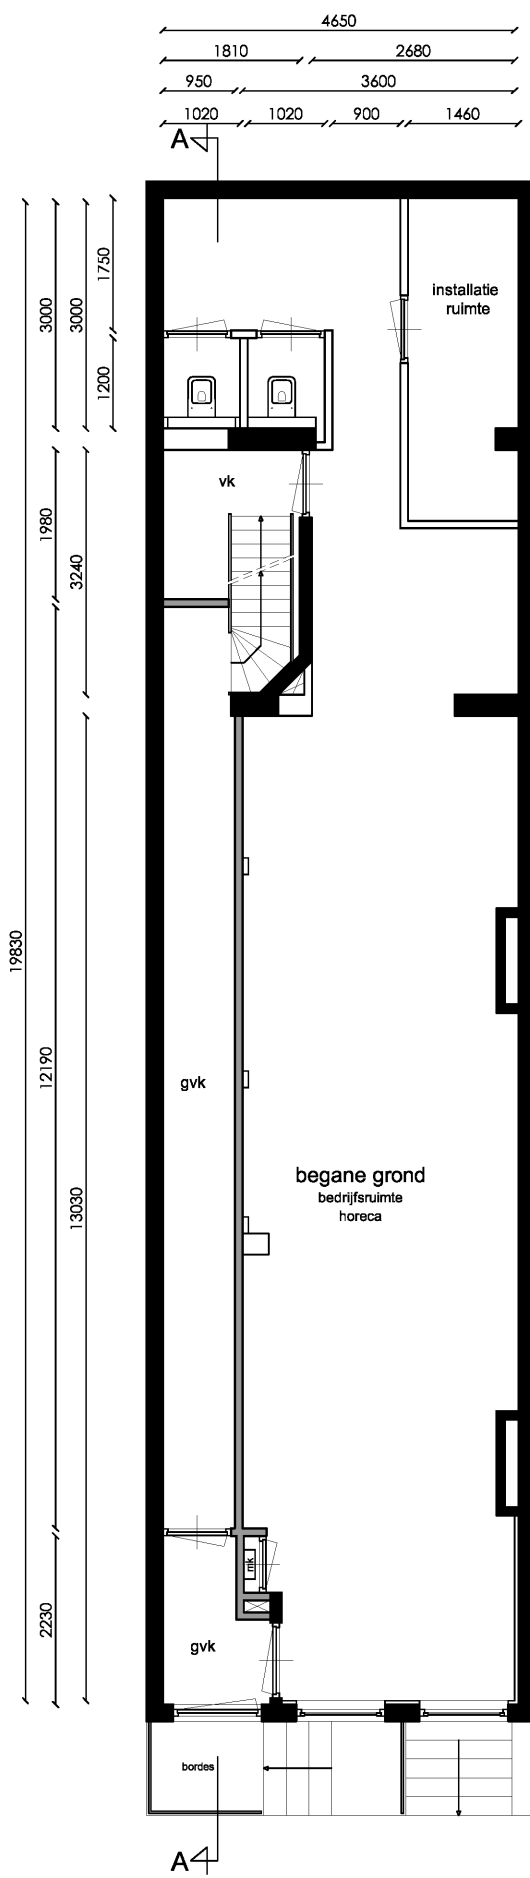 4650
1810 2680
950 3600
1020 1020 900 1460
A
1750
3000
3000
1200
installatie
ruimte
vk
1980
3240
19830
12190
13030
gvk
begane grond
bedrijfsruimte
horeca
mk
2230
gvk
bordes
A